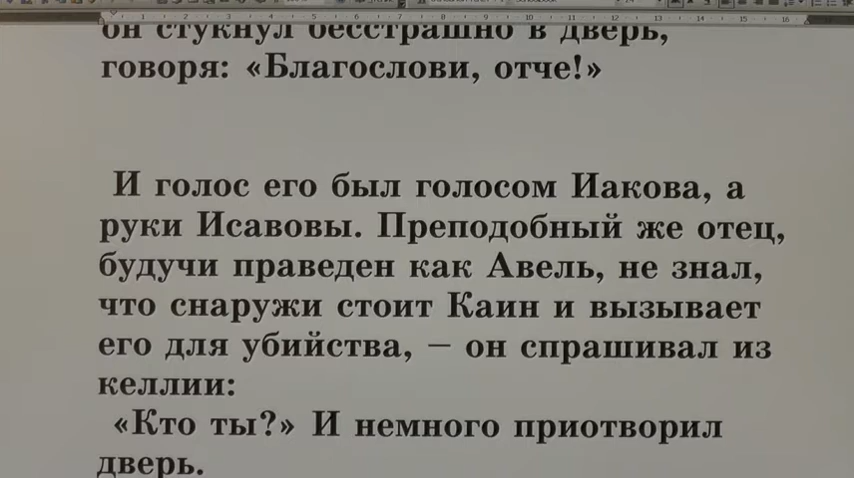 он стукнул бесстрашно в дверь,
говоря: «Благослови, отче!»
И голос его был голосом Иакова, а
руки Исавовы. Преподобный же отец,
будучи праведен как Авель, не знал,
что снаружи стоит Каин и вызывает
его для убийства, – он спрашивал из
келлии:
«Кто ты?» И немного приотворил
дверь.